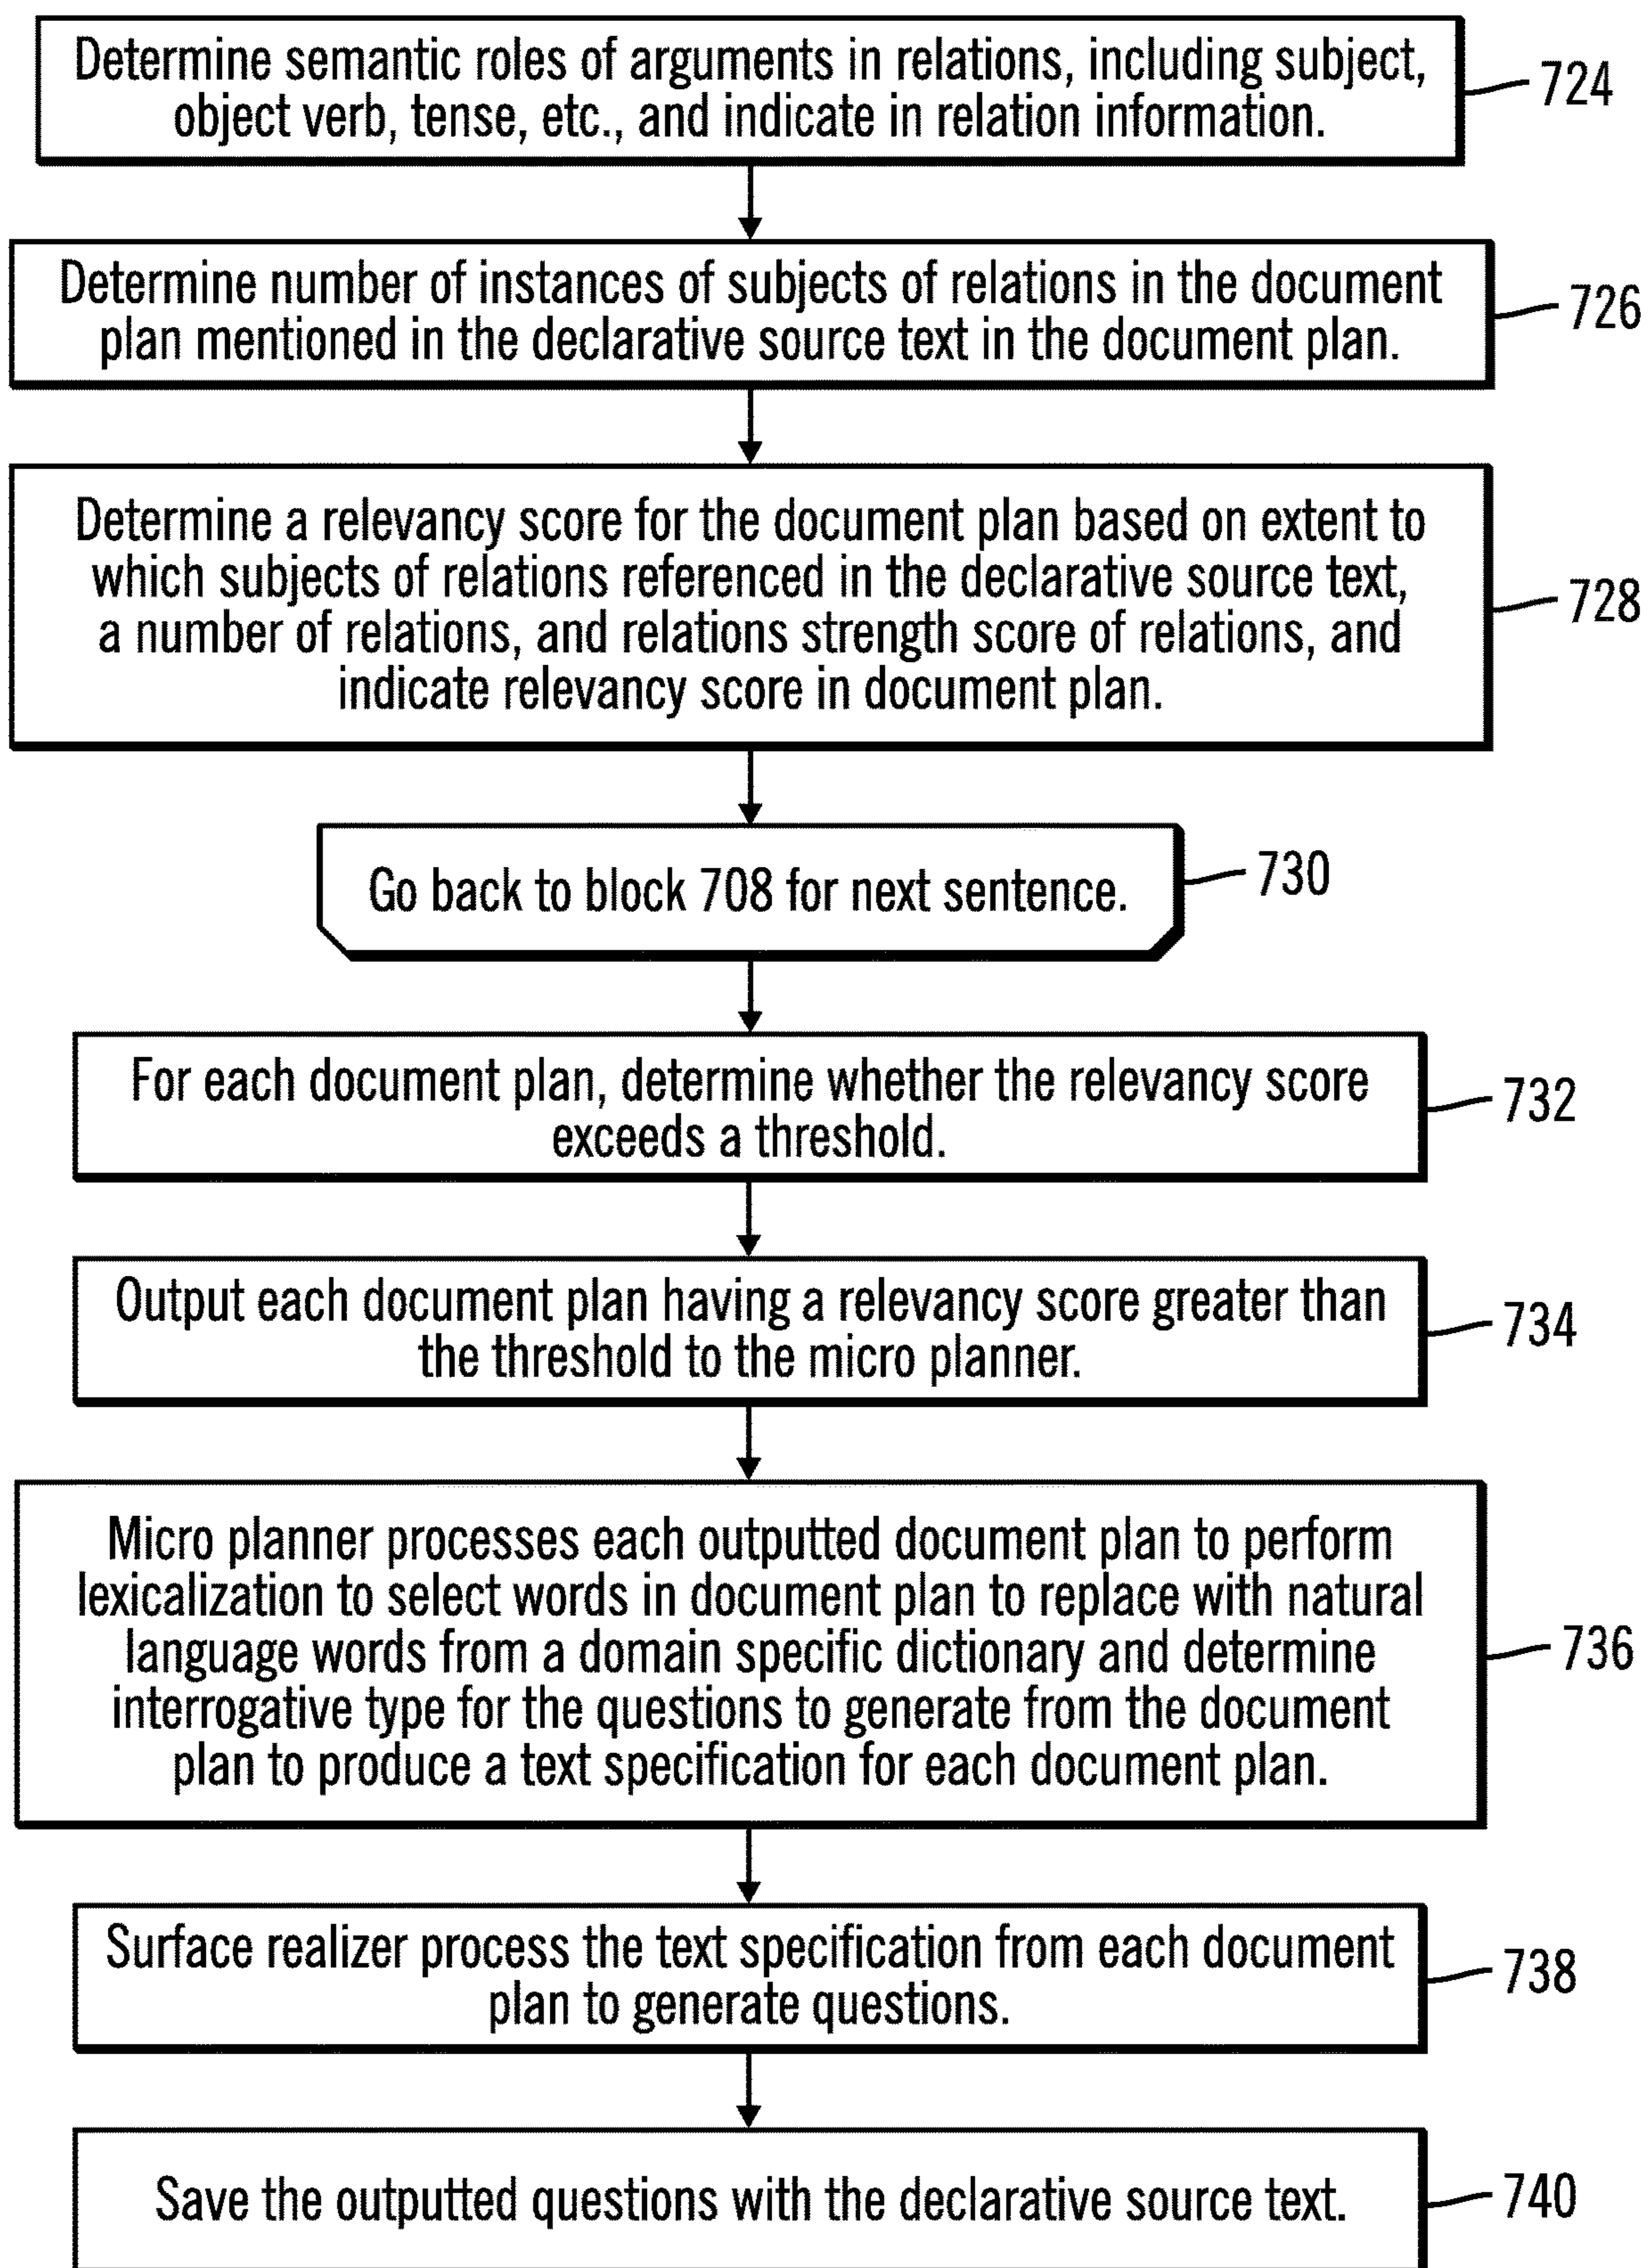 Determine semantic roles of arguments in relations, including subject,
object verb, tense, etc., and indicate in relation information.
724
Determine number of instances of subjects of relations in the document
plan mentioned in the declarative source text in the document plan.
726
Determine a relevancy score for the document plan based on extent to
which subjects of relations referenced in the declarative source text,
a number of relations, and relations strength score of relations, and
indicate relevancy score in document plan.
728
Go back to block 708 for next sentence.
730
For each document plan, determine whether the relevancy score
exceeds a threshold.
732
Output each document plan having a relevancy score greater than
the threshold to the micro planner.
734
Micro planner processes each outputted document plan to perform
lexicalization to select words in document plan to replace with natural
language words from a domain specific dictionary and determine
interrogative type for the questions to generate from the document
plan to produce a text specification for each document plan.
736
Surface realizer process the text specification from each document
plan to generate questions.
738
Save the outputted questions with the declarative source text.
740